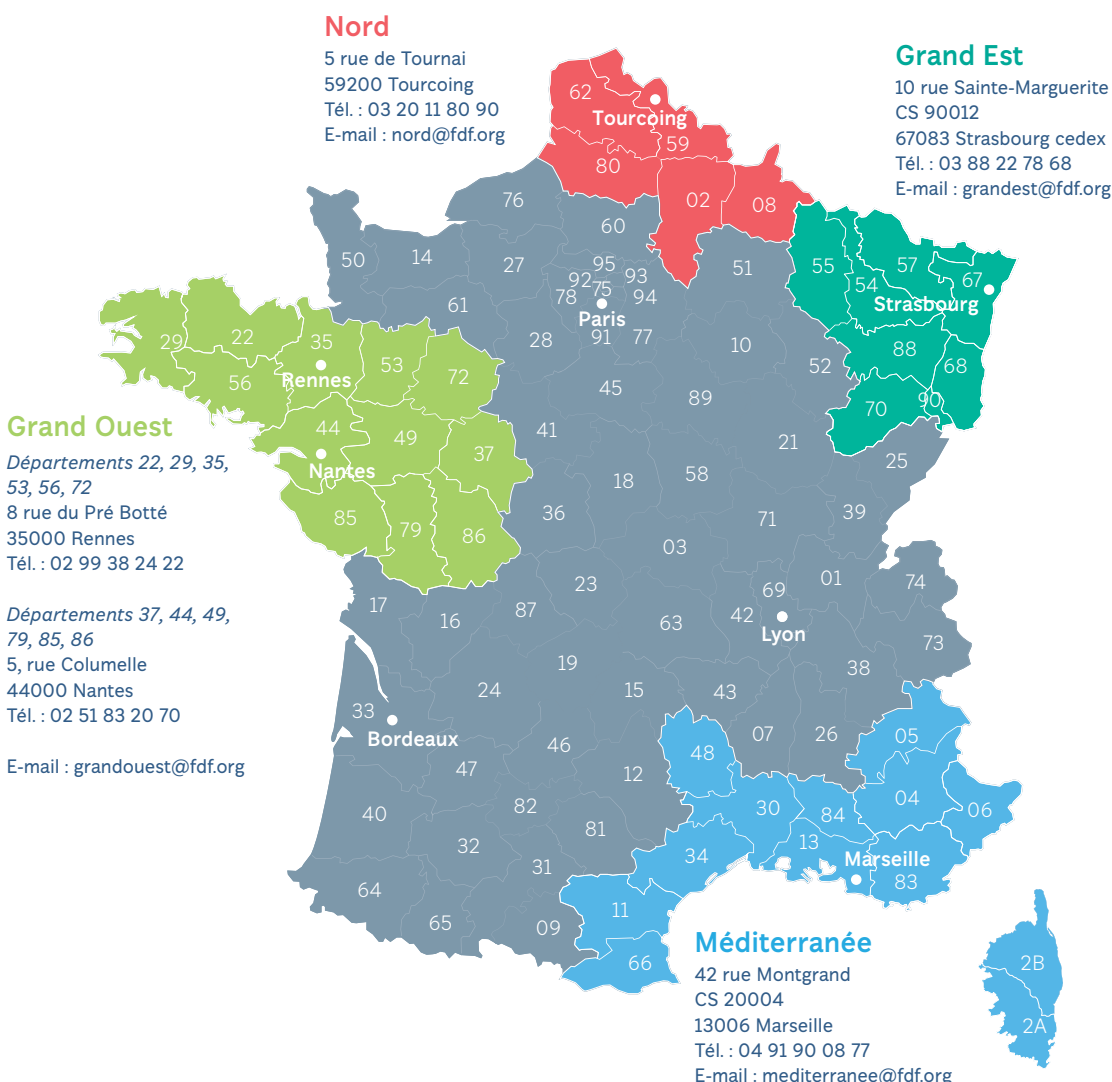 Nord
5 rue de Tournai
59200 Tourcoing
Tél. : 03 20 11 80 90
E-mail : nord@fdf.org
Grand Est
10 rue Sainte-Marguerite
CS 90012
67083 Strasbourg cedex
Tél. : 03 88 22 78 68
E-mail : grandest@fdf.org
62
Tourcoing
59
80
02
08
76
60
50
14
27
95
92
75
93
78
94
51
55
57
54
67
Strasbourg
61
Paris
91
77
28
10
52
88
68
29
22
35
Rennes
53
72
56
45
89
70
90
44
49
41
37
21
25
Nantes
18
58
85
79
86
36
71
39
03
Grand Ouest
Départements 22, 29, 35,
53, 56, 72
8 rue du Pré Botté
35000 Rennes
Tél. : 02 99 38 24 22
Départements 37, 44, 49,
79, 85, 86
5, rue Columelle
44000 Nantes
Tél. : 02 51 83 20 70
E-mail : grandouest@fdf.org
17
16
87
23
63
42
69
01
74
Lyon
73
19
38
24
15
43
33
Bordeaux
46
48
07
26
05
47
12
40
82
81
30
84
04
06
32
34
13
Marseille
31
83
64
65
09
11
66
2B
2A
Méditerranée
42 rue Montgrand
CS 20004
13006 Marseille
Tél. : 04 91 90 08 77
E-mail : mediterranee@fdf.org